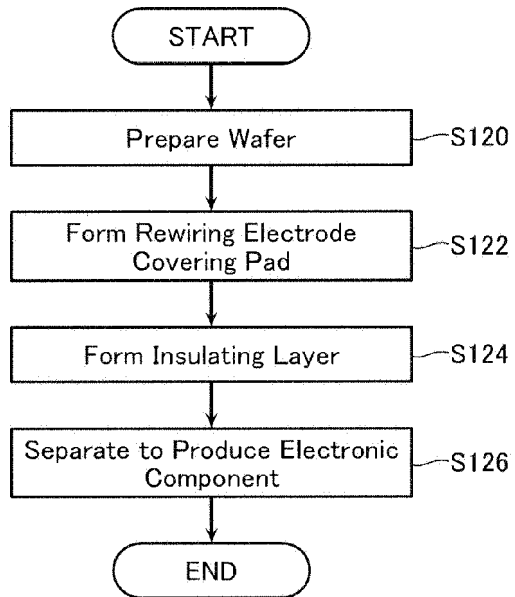 START
Prepare Wafer
S120
Form Rewiring Electrode
Covering Pad
S122
Form Insulating Layer
S124
Separate to Produce Electronic
Component
S126
END